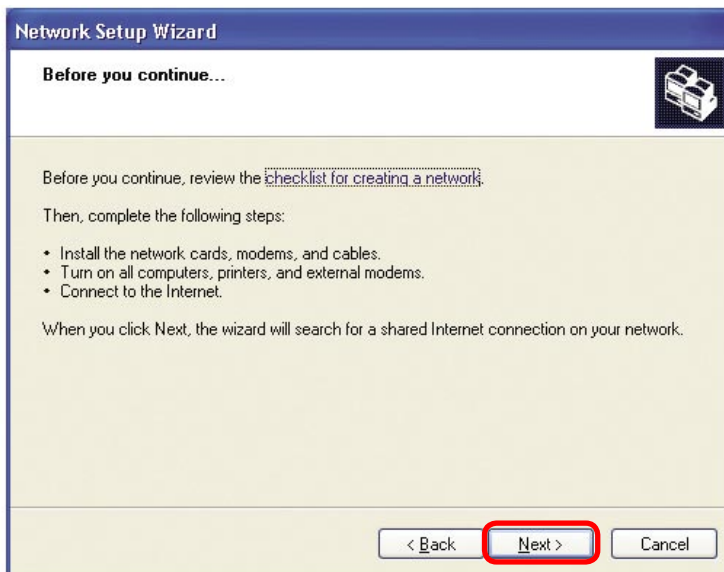 Network Setup Wizard
Before you continue...
Before you continue, review the checklist for creating a network.
Then, complete the following steps:
• Install the network cards, modems, and cables.
• Turn on all computers, printers, and external modems.
• Connect to the Internet.
When you click Next, the wizard will search for a shared Internet connection on your network.
< Back Next > Cancel